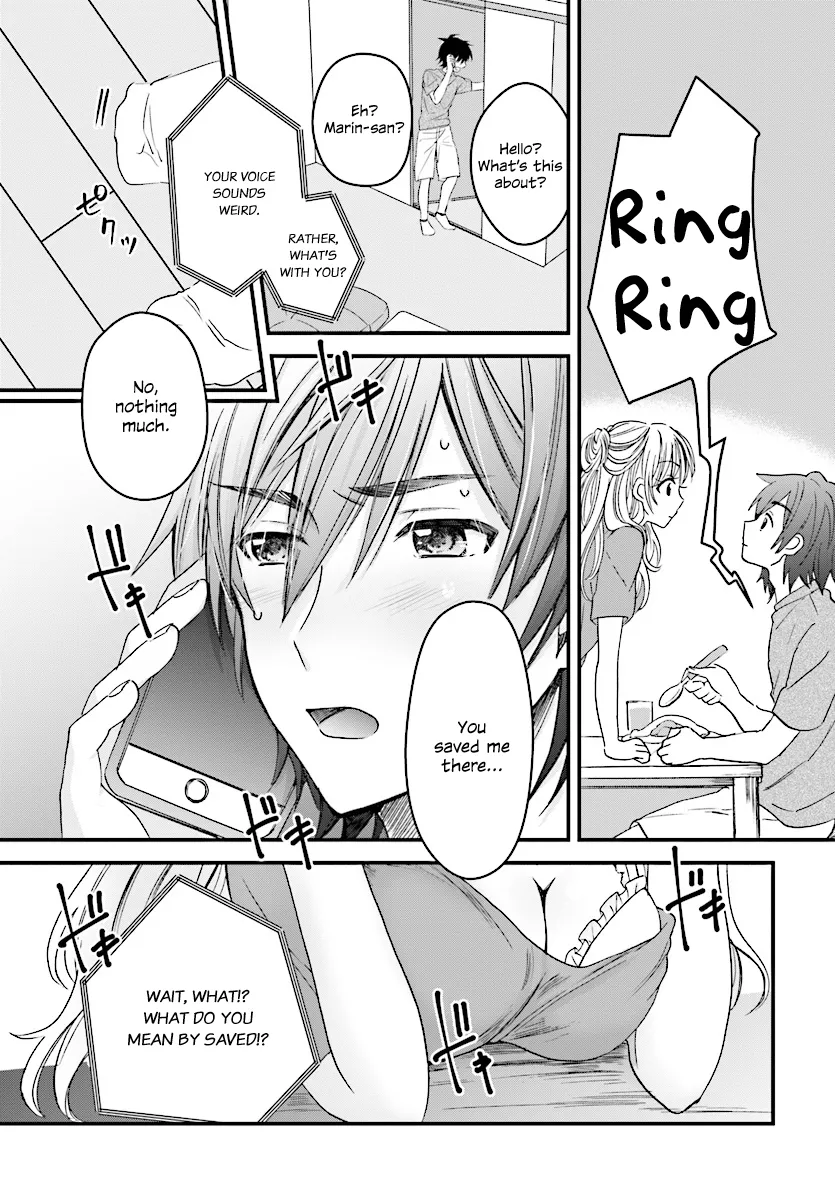 Ring
Ring
Hello?
What's this
about?
Eh?
Marin-san?
YOUR VOICE
SOUNDS
WEIRD.
RATHER,
WHAT'S
WITH YOU?
ピクッ
ドキ
ドキ
No,
nothing
much.
You
saved me
there...
ドキ
ドキ
WAIT, WHAT!?
WHAT DO YOU
MEAN BY SAVED!?
ドキ
ドキ